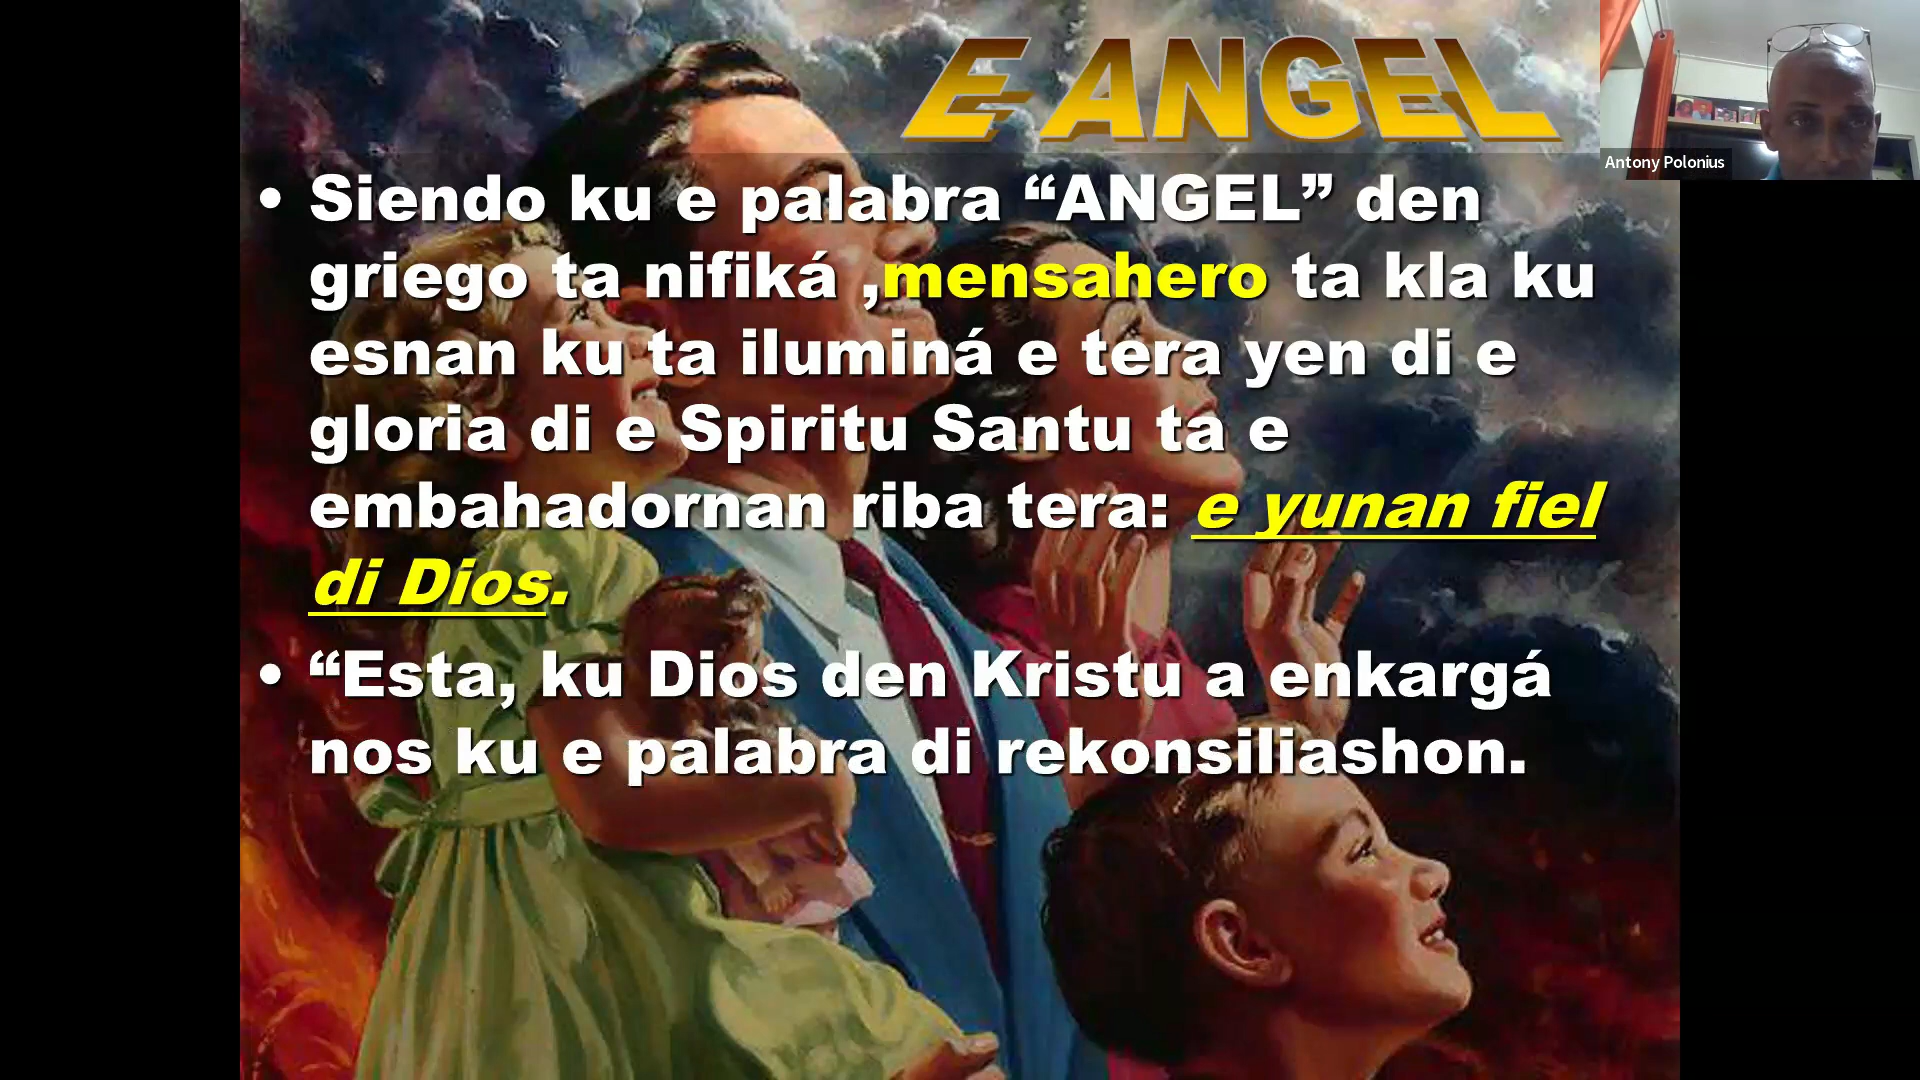 E ANGEL
Antony Polonius
• Siendo ku e palabra “ANGEL” den
griego ta nifiká ,mensahero ta kla ku
esnan ku ta iluminá e tera yen di e
gloria di e Spiritu Santu ta e
embahadornan riba tera: e yunan fiel
di Dios.
• “Esta, ku Dios den Kristu a enkargá
nos ku e palabra di rekonsiliashon.